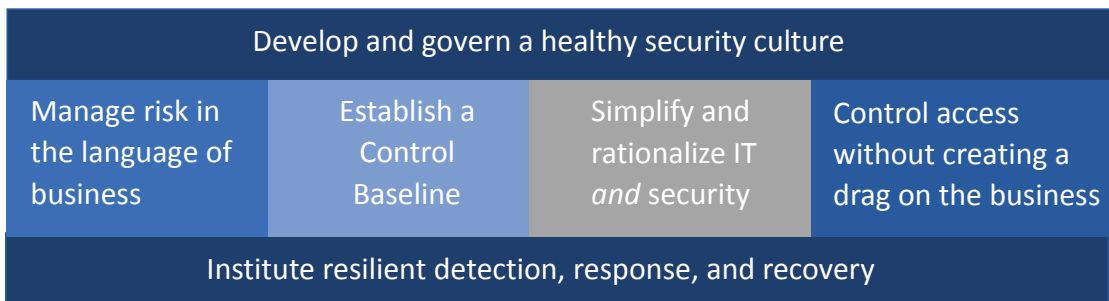 Develop and govern a healthy security culture
Manage risk in
the language of
business
Establish a
Control
Baseline
Simplify and
rationalize IT
and security
Control access
without creating a
drag on the business
Institute resilient detection, response, and recovery